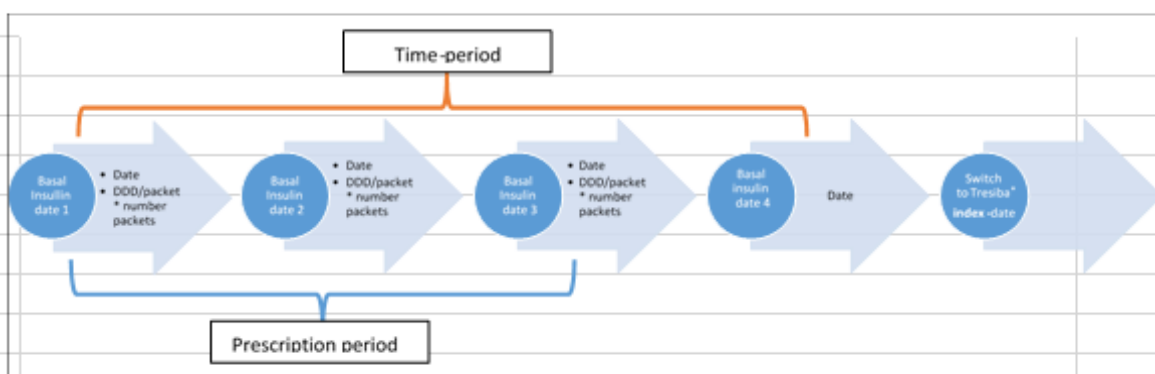 Time-period
Basal
Insullin
date 1
• Date
• DDD/packet
* number
packets
Basal
Insulin
date 2
• Date
• DDD/packet
* number
packets
Basal
Insulin
date 3
• Date
• DDD/packet
* number
packets
Basal
insulin
date 4
Date
Switch
to Tresiba*
index -date
Prescription period